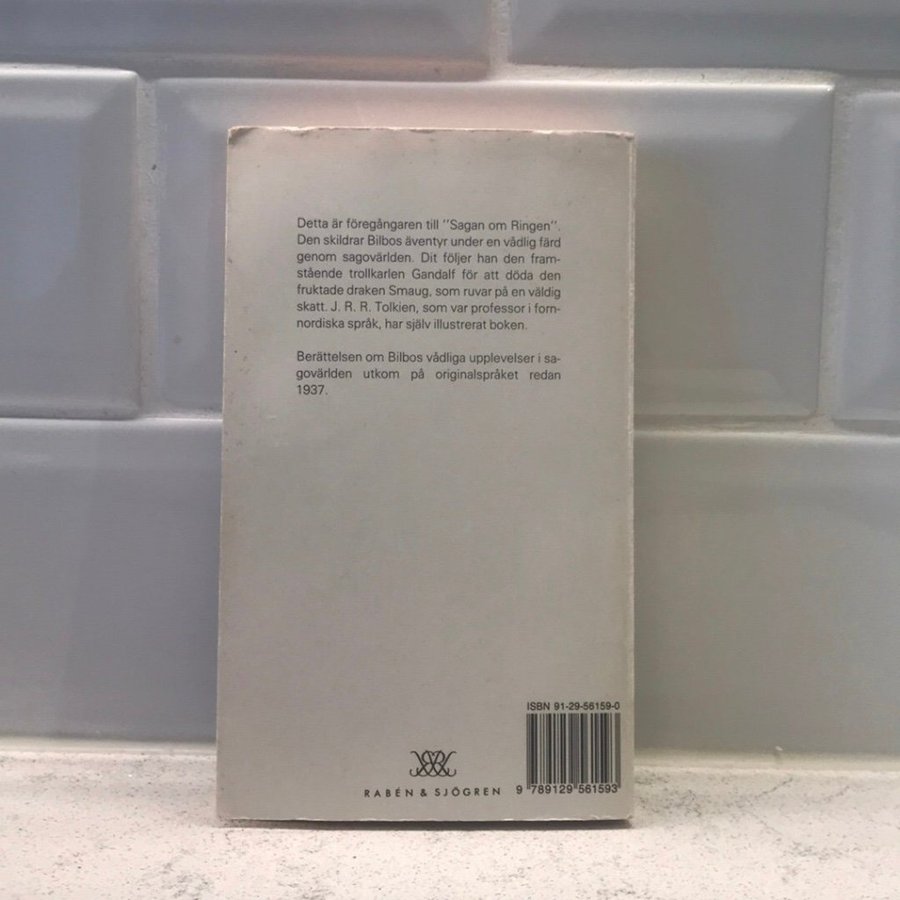 Detta är föregångaren till ''Sagan om Ringen''.
Den skildrar Bilbos äventyr under en vådlig färd
genom sagovärlden. Dit följer han den fram-
stående trollkarlen Gandalf för att döda den
fruktade draken Smaug, som ruvar på en väldig
skatt. J. R. R. Tolkien, som var professor i forn-
nordiska språk, har själv illustrerat boken.
Berättelsen om Bilbos vådliga upplevelser i sa-
govärlden utkom på originalspråket redan
1937.
ISBN 91-29-56159-0
RABÉN & SJÖGREN
9 789129 561593